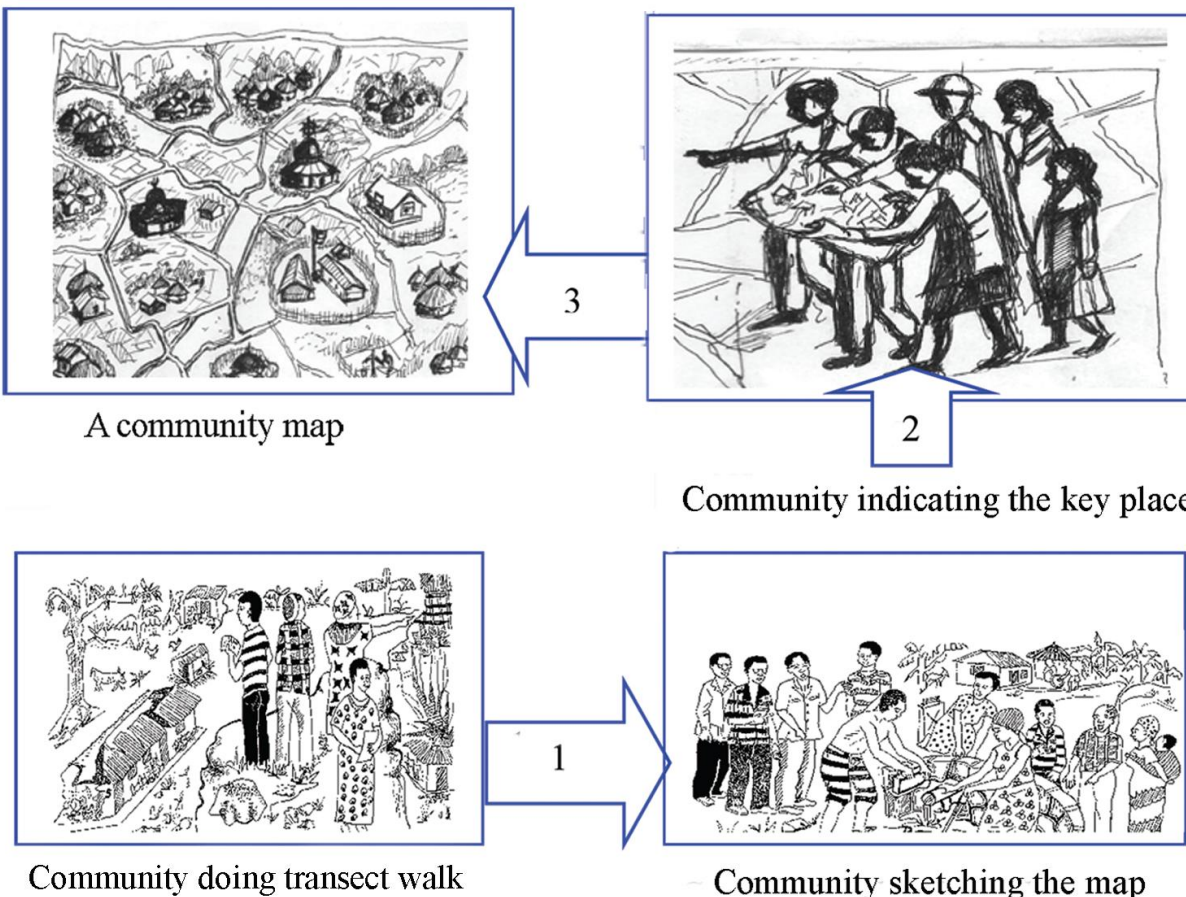 3
A community map
2
Community indicating the key place
Community doing transect walk
1
Community sketching the map